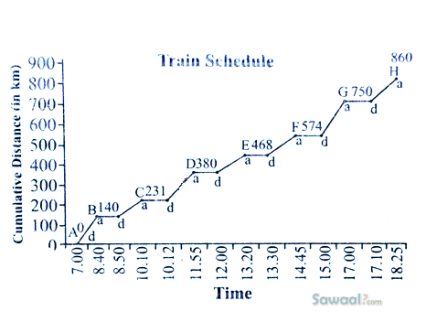 Train Schedule
860
H
a
900
800
700
600
500
400
300
200
100
0
Cumulative Distance (in km)
G 750
a d
F 574
a d
E 468
a d
D380
a d
C 231
a d
B 140
a d
A0
d
7.00 8.40 8.50 10.10 10.12 11.55 12.00 13.20 13.30 14.45 15.00 17.00 17.10 18.25
Time
Sawaal?.com